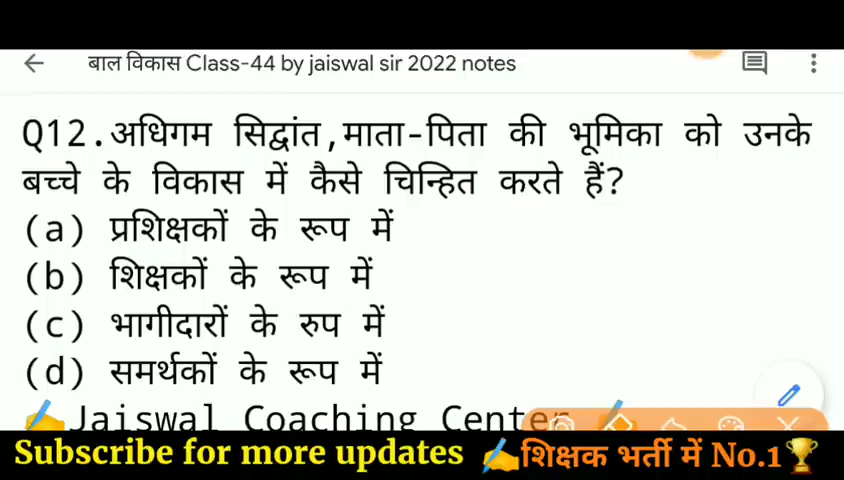 बाल विकास Class-44 by jaiswal sir 2022 notes
Q12.अधिगम सिद्वांत,माता-पिता की भूमिका को उनके
बच्चे के विकास में कैसे चिन्हित करते हैं?
(a) प्रशिक्षकों के रूप में
(b) शिक्षकों के रूप में
(c) भागीदारों के रुप में
(d) समर्थकों के रूप में
✍️Jaiswal Coaching Center ✍️
Subscribe for more updates ✍️शिक्षक भर्ती में No.1🏆